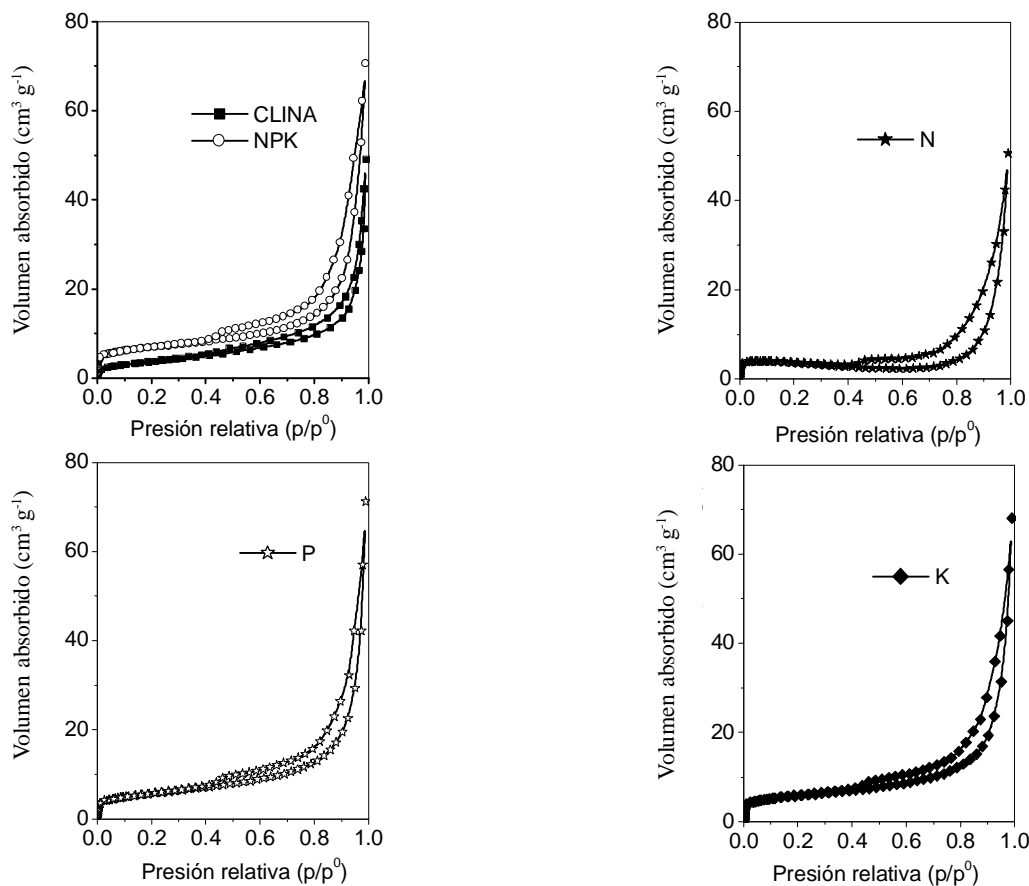 80
60
40
20
0
Volumen absorbido (cm³ g⁻¹)
CLINA
NPK
0.0 0.2 0.4 0.6 0.8 1.0
Presión relativa (p/p⁰)
80
60
40
20
0
Volumen absorbido (cm³ g⁻¹)
N
0.0 0.2 0.4 0.6 0.8 1.0
Presión relativa (p/p⁰)
80
60
40
20
0
Volumen absorbido (cm³ g⁻¹)
P
0.0 0.2 0.4 0.6 0.8 1.0
Presión relativa (p/p⁰)
80
60
40
20
0
Volumen absorbido (cm³ g⁻¹)
K
0.0 0.2 0.4 0.6 0.8 1.0
Presión relativa (p/p⁰)